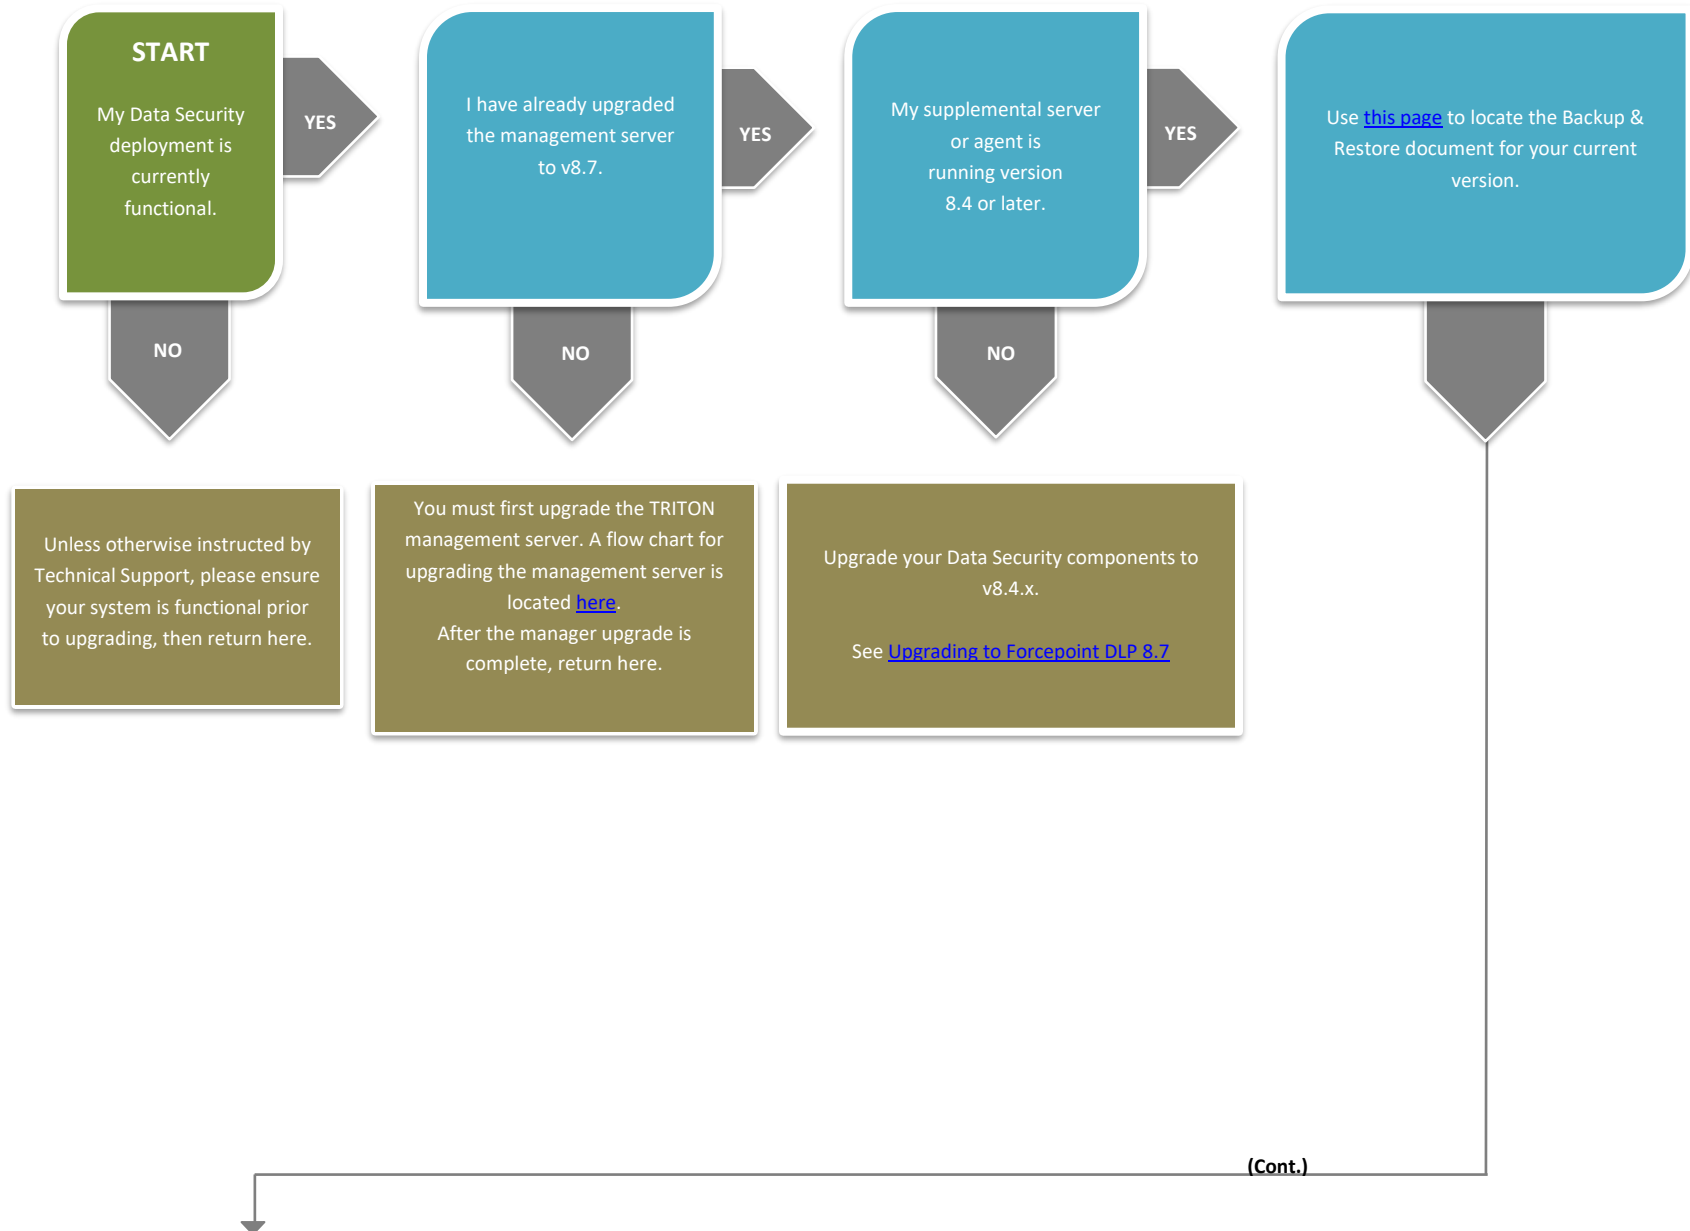 START
My Data Security
deployment is
currently
functional.
YES
I have already upgraded
the management server
to v8.7.
YES
My supplemental server
or agent is
running version
8.4 or later.
YES
Use this page to locate the Backup &
Restore document for your current
version.
NO
NO
NO
Unless otherwise instructed by
Technical Support, please ensure
your system is functional prior
to upgrading, then return here.
You must first upgrade the TRITON
management server. A flow chart for
upgrading the management server is
located here.
After the manager upgrade is
complete, return here.
Upgrade your Data Security components to
v8.4.x.
See Upgrading to Forcepoint DLP 8.7
(Cont.)